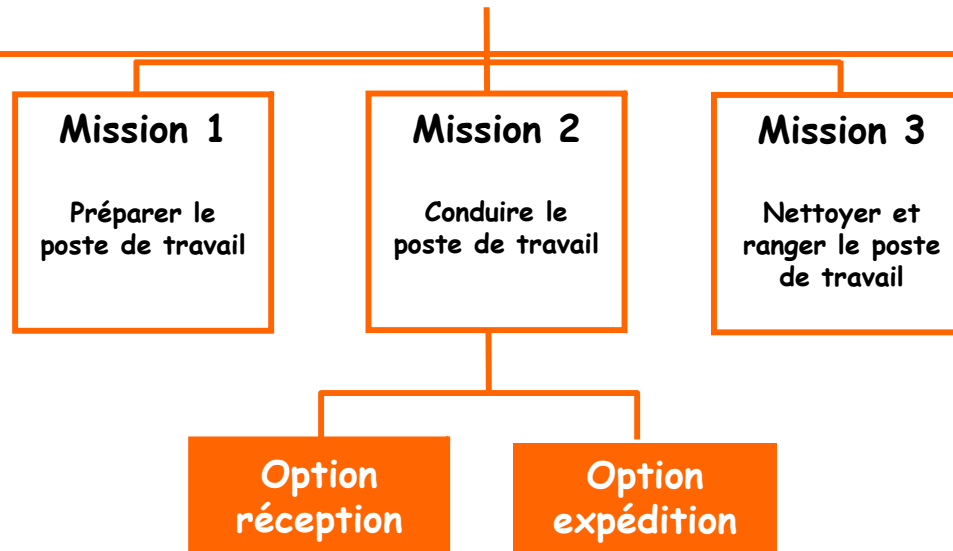 Mission 1
Préparer le
poste de travail
Mission 2
Conduire le
poste de travail
Mission 3
Nettoyer et
ranger le poste
de travail
Option
réception
Option
expédition